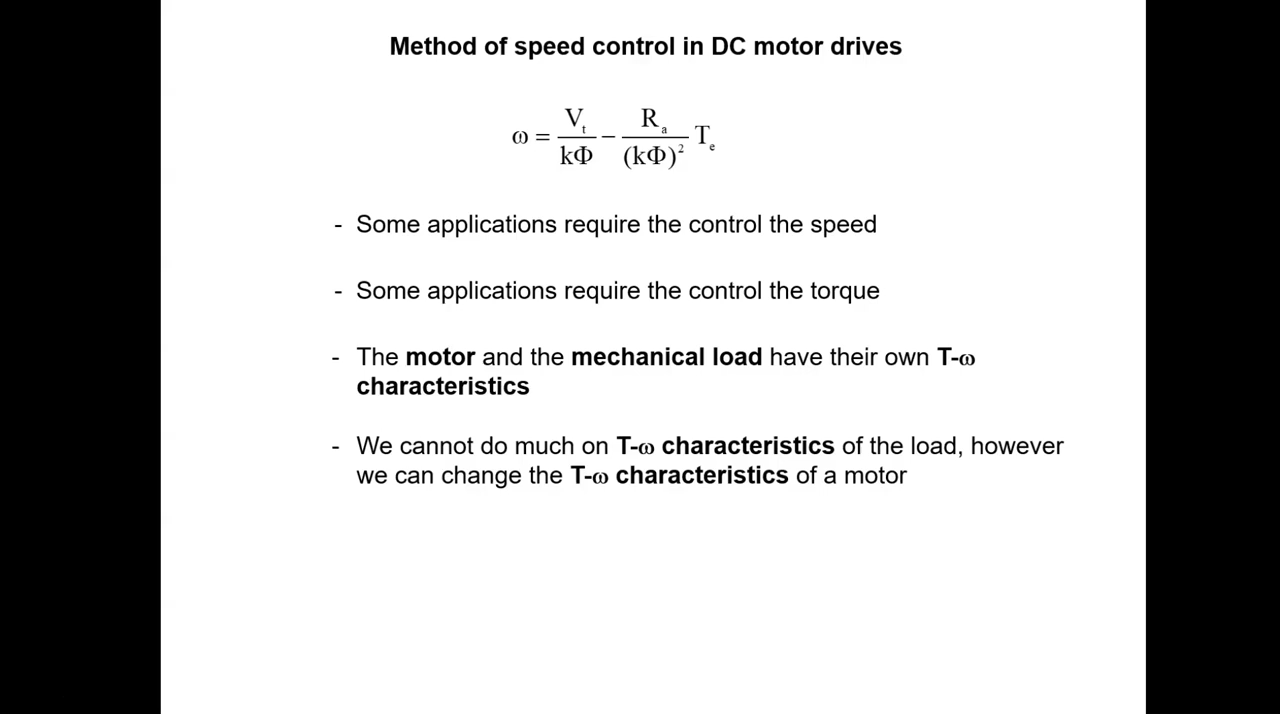 Method of speed control in DC motor drives
ω = V_t/kΦ − R_a/(kΦ)² T_e
- Some applications require the control the speed
- Some applications require the control the torque
- The motor and the mechanical load have their own T-ω
characteristics
- We cannot do much on T-ω characteristics of the load, however
we can change the T-ω characteristics of a motor